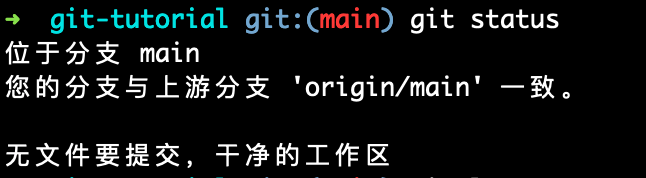 ➜ git-tutorial git:(main) git status
位于分支 main
您的分支与上游分支 'origin/main' 一致。
无文件要提交，干净的工作区